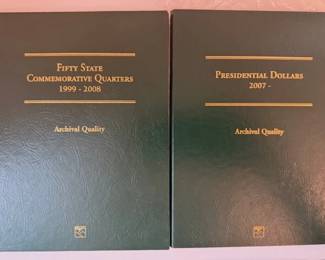 Fifty State
Commemorative Quarters
1999 - 2008
Archival Quality
Presidential Dollars
2007 -
Archival Quality